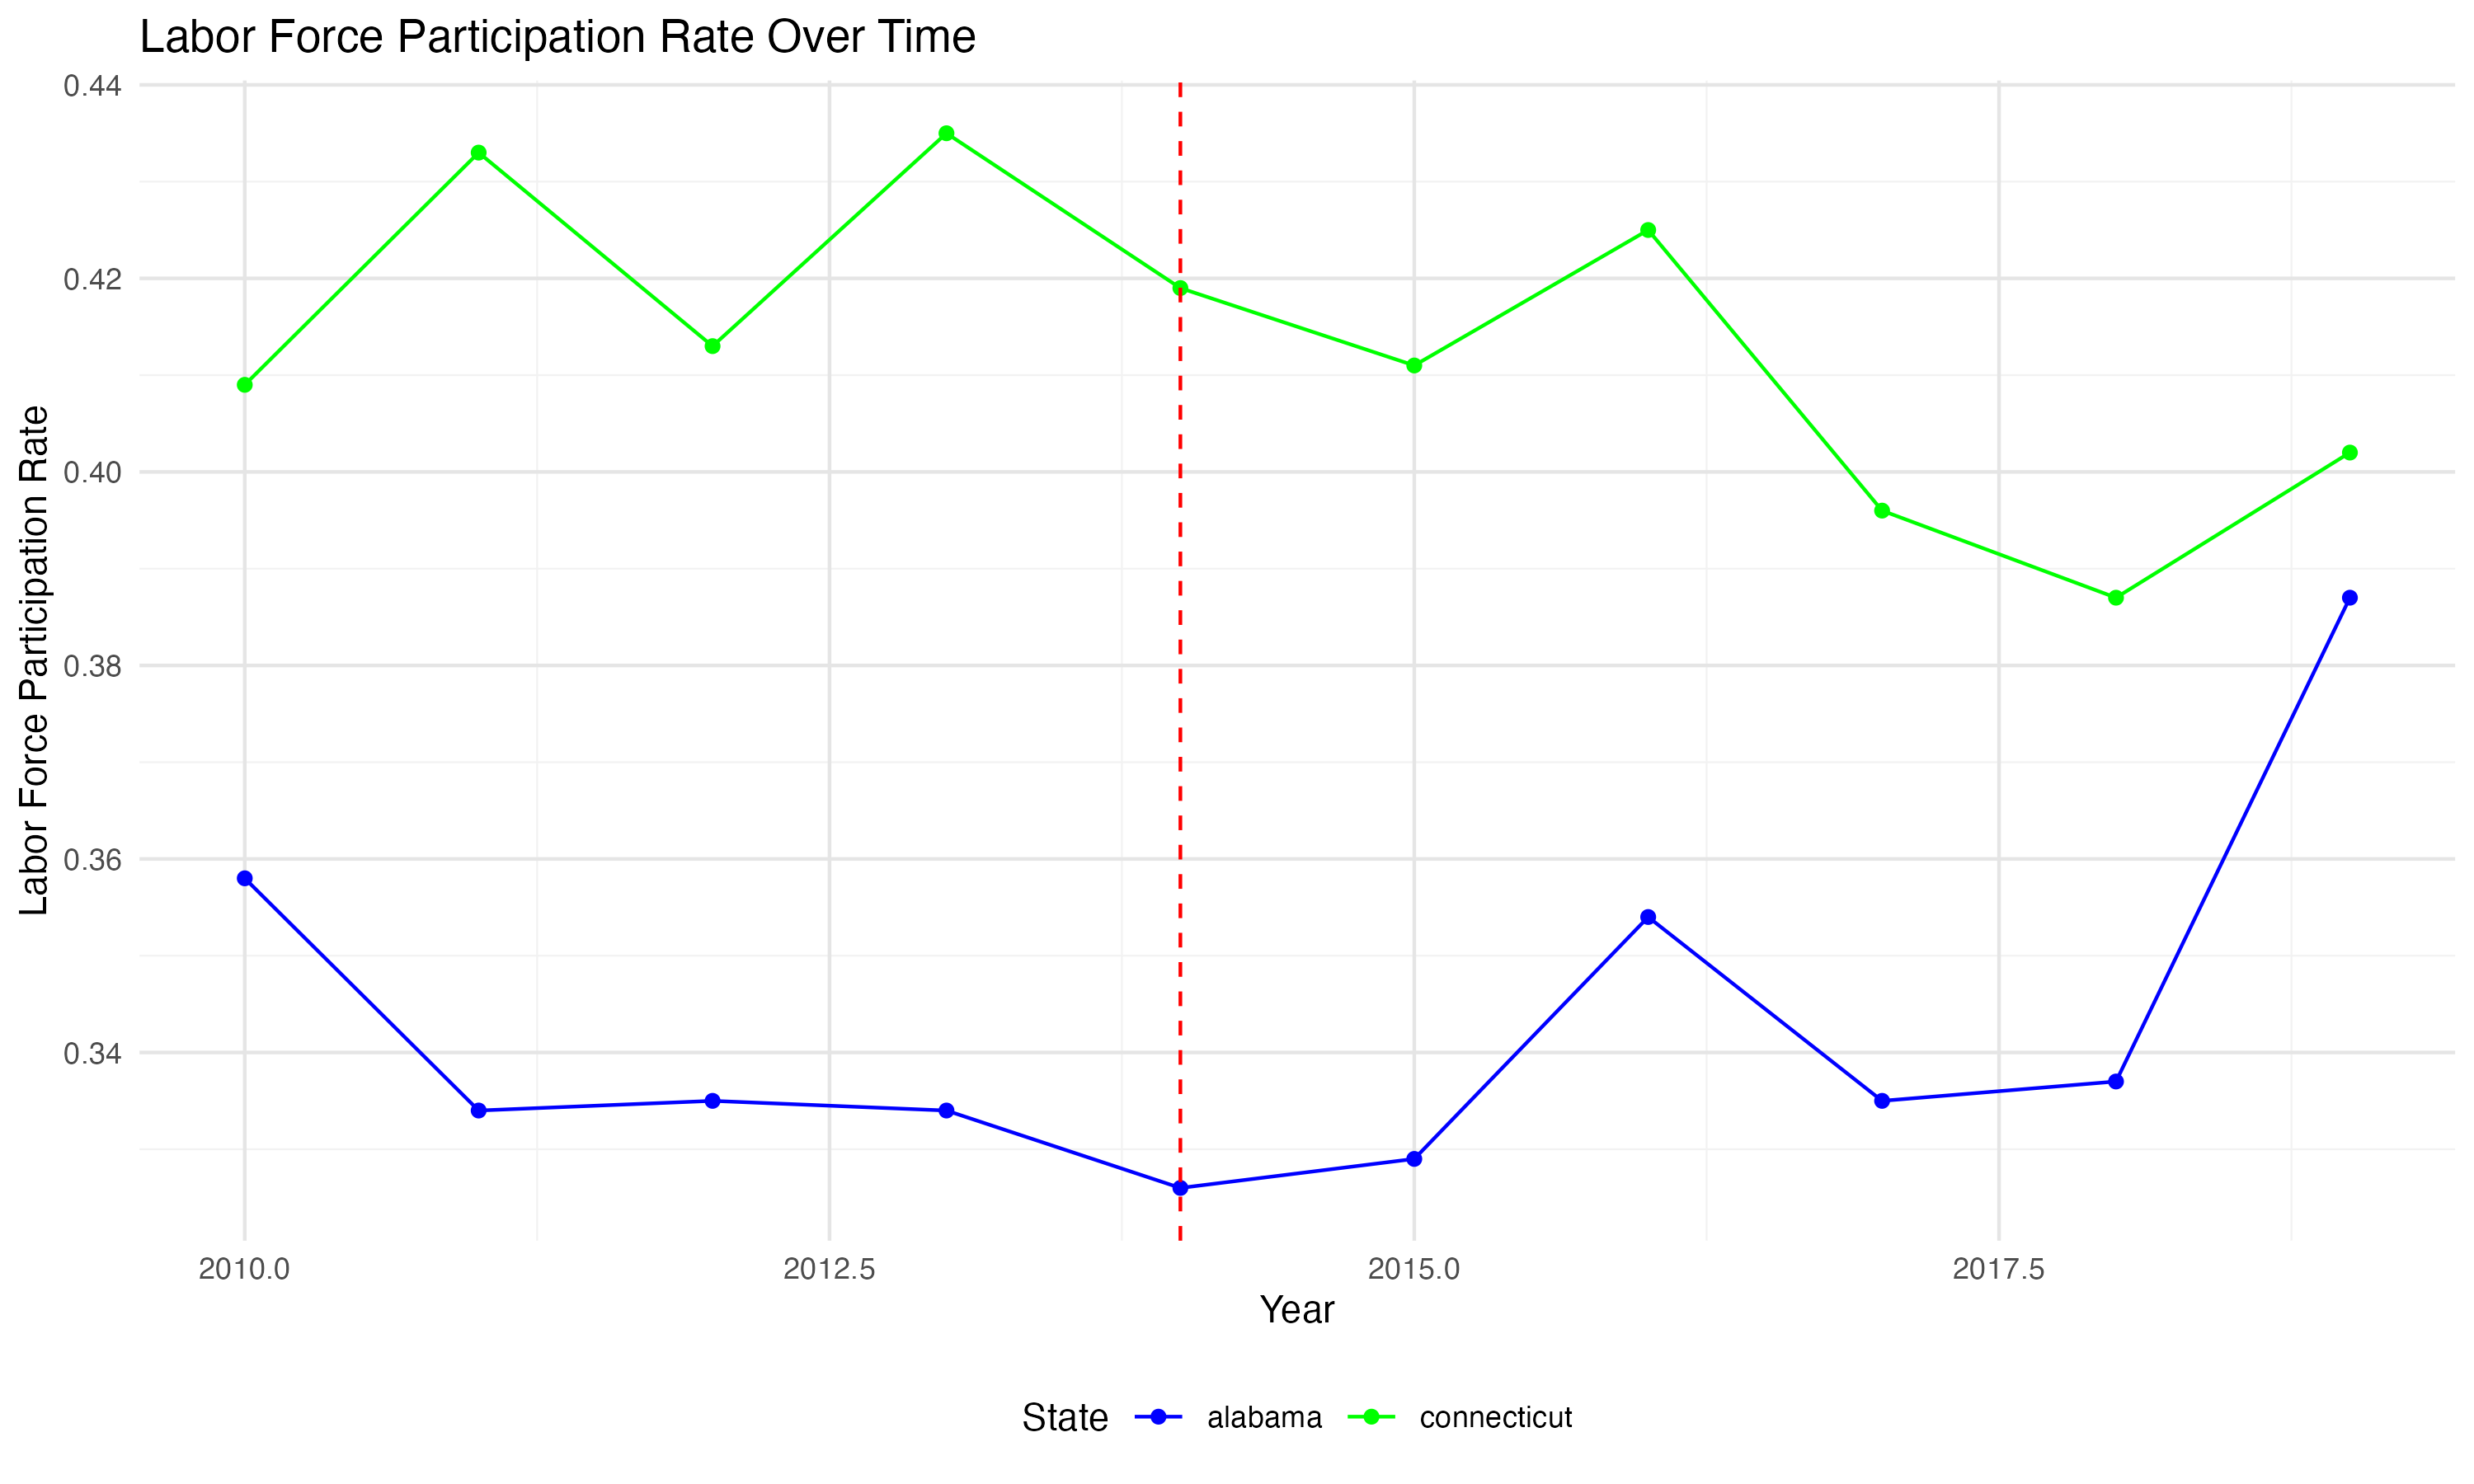 Labor Force Participation Rate Over Time
Labor Force Participation Rate
0.44
0.42
0.40
0.38
0.36
0.34
2010.0 2012.5 2015.0 2017.5
Year
State alabama connecticut